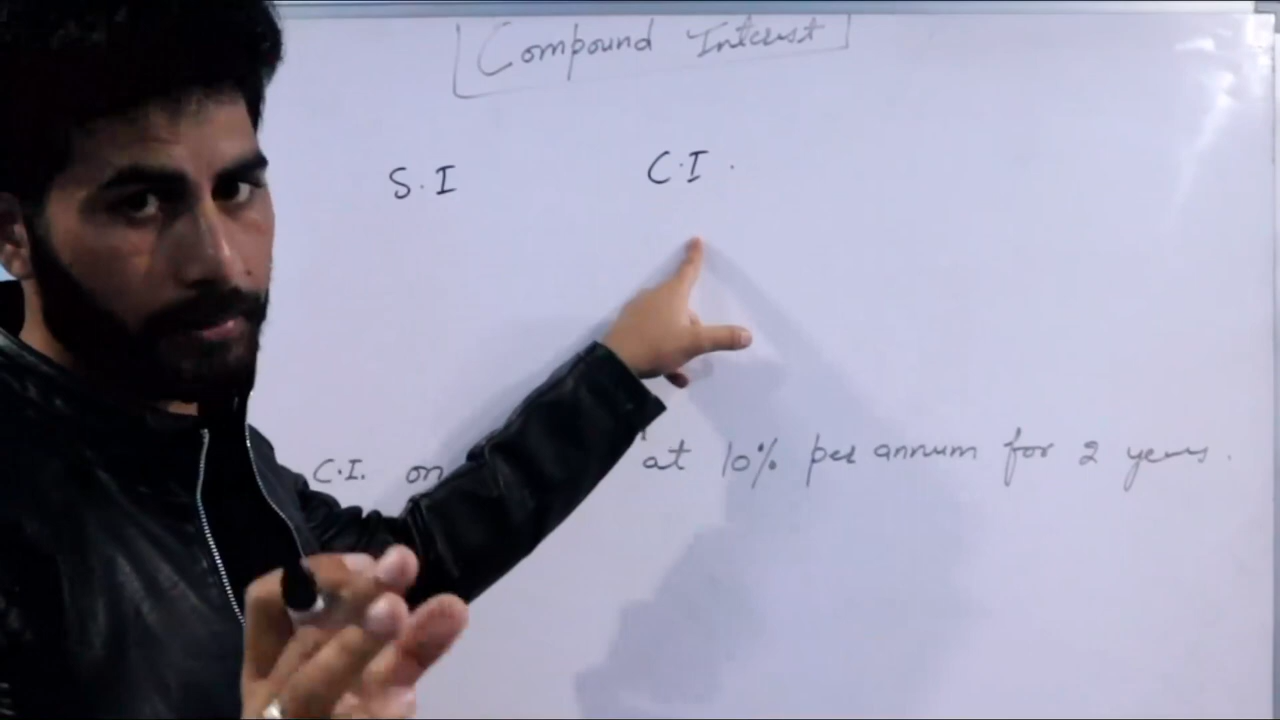 Compound Interest
S.I C.I.
C.I. on at 10% per annum for 2 years.